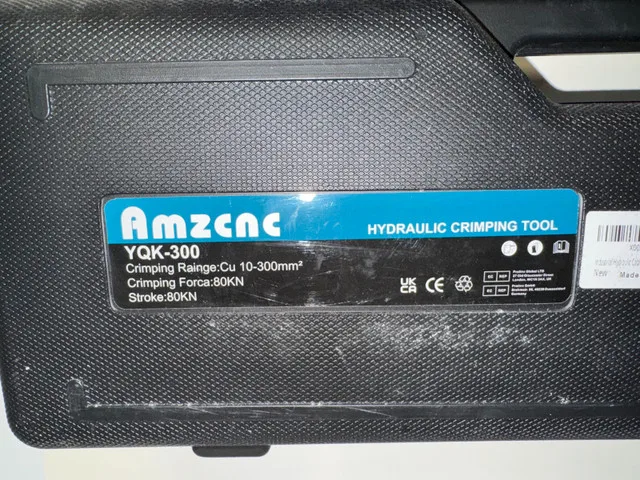 Amzcnc
HYDRAULIC CRIMPING TOOL
YQK-300
Crimping Rainge:Cu 10-300mm²
Crimping Forca:80KN
Stroke:80KN
UK
CA
CE
New
Made